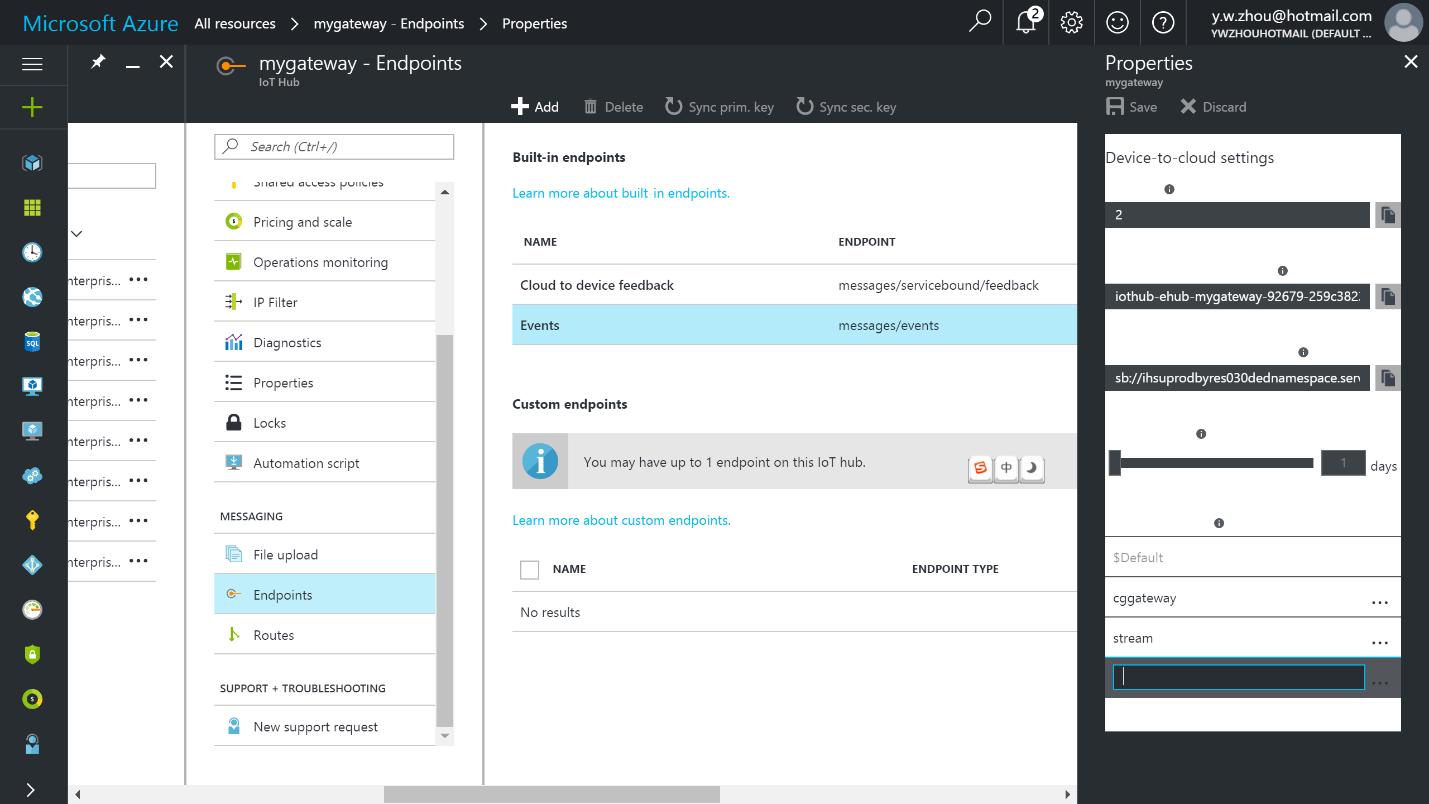 Microsoft Azure All resources > mygateway - Endpoints > Properties
2
y.w.zhou@hotmail.com
YWZHOUHOTMAIL (DEFAULT ...
mygateway - Endpoints
IoT Hub
Add Delete Sync prim. key Sync sec. key
Search (Ctrl+/)
Shared access policies
Pricing and scale
Operations monitoring
IP Filter
Diagnostics
Properties
Locks
Automation script
MESSAGING
File upload
Endpoints
Routes
SUPPORT + TROUBLESHOOTING
New support request
nterpris... ...
nterpris... ...
nterpris... ...
nterpris... ...
nterpris... ...
nterpris... ...
nterpris... ...
nterpris... ...
SQL
Built-in endpoints
Learn more about built-in endpoints.
NAME ENDPOINT
Cloud to device feedback messages/servicebound/feedback
Events messages/events
Custom endpoints
You may have up to 1 endpoint on this IoT hub.
中
Learn more about custom endpoints.
NAME ENDPOINT TYPE
No results
Properties
mygateway
Save Discard
Device-to-cloud settings
2
iothub-ehub-mygateway-92679-259c382
sb://ihsuprodbyres030dednamespace.serv
1 days
$Default
cggateway ...
stream ...
...